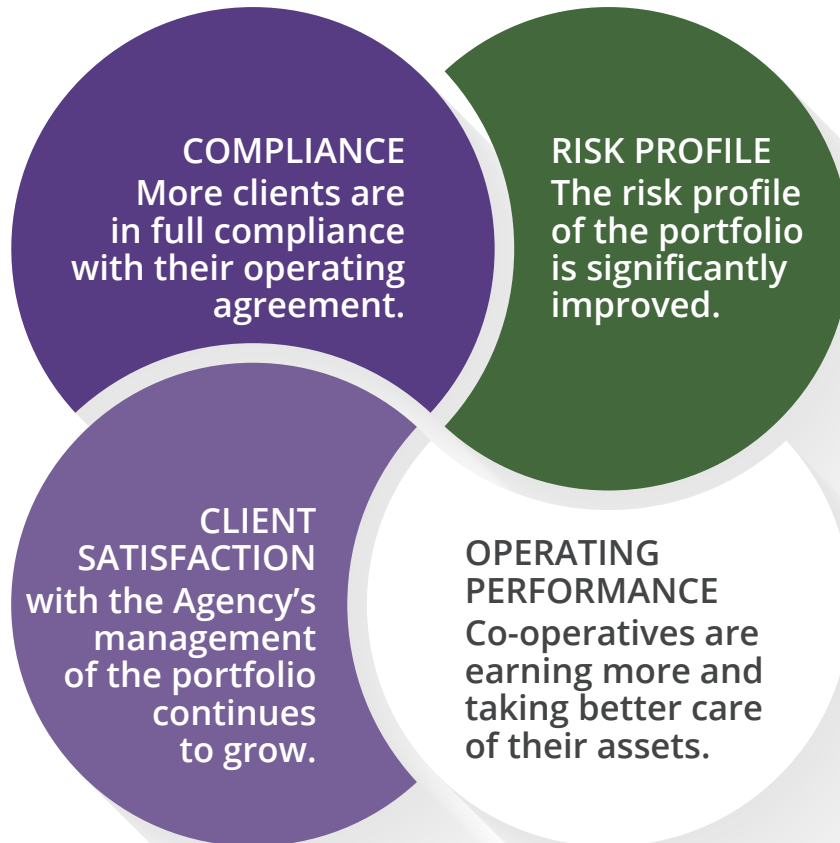 COMPLIANCE
More clients are
in full compliance
with their operating
agreement.
RISK PROFILE
The risk profile
of the portfolio
is significantly
improved.
CLIENT
SATISFACTION
with the Agency’s
management
of the portfolio
continues
to grow.
OPERATING
PERFORMANCE
Co-operatives are
earning more and
taking better care
of their assets.